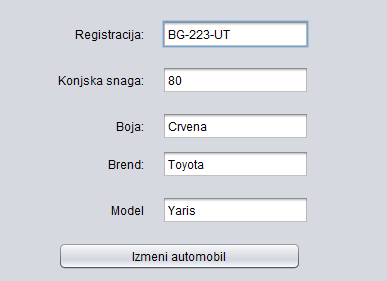 Registracija: BG-223-UT
Konjska snaga: 80
Boja: Crvena
Brend: Toyota
Model Yaris
Izmeni automobil